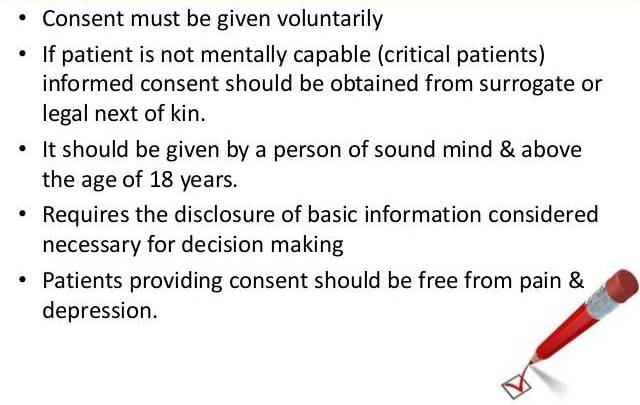 • Consent must be given voluntarily
• If patient is not mentally capable (critical patients)
informed consent should be obtained from surrogate or
legal next of kin.
• It should be given by a person of sound mind & above
the age of 18 years.
• Requires the disclosure of basic information considered
necessary for decision making
• Patients providing consent should be free from pain &
depression.